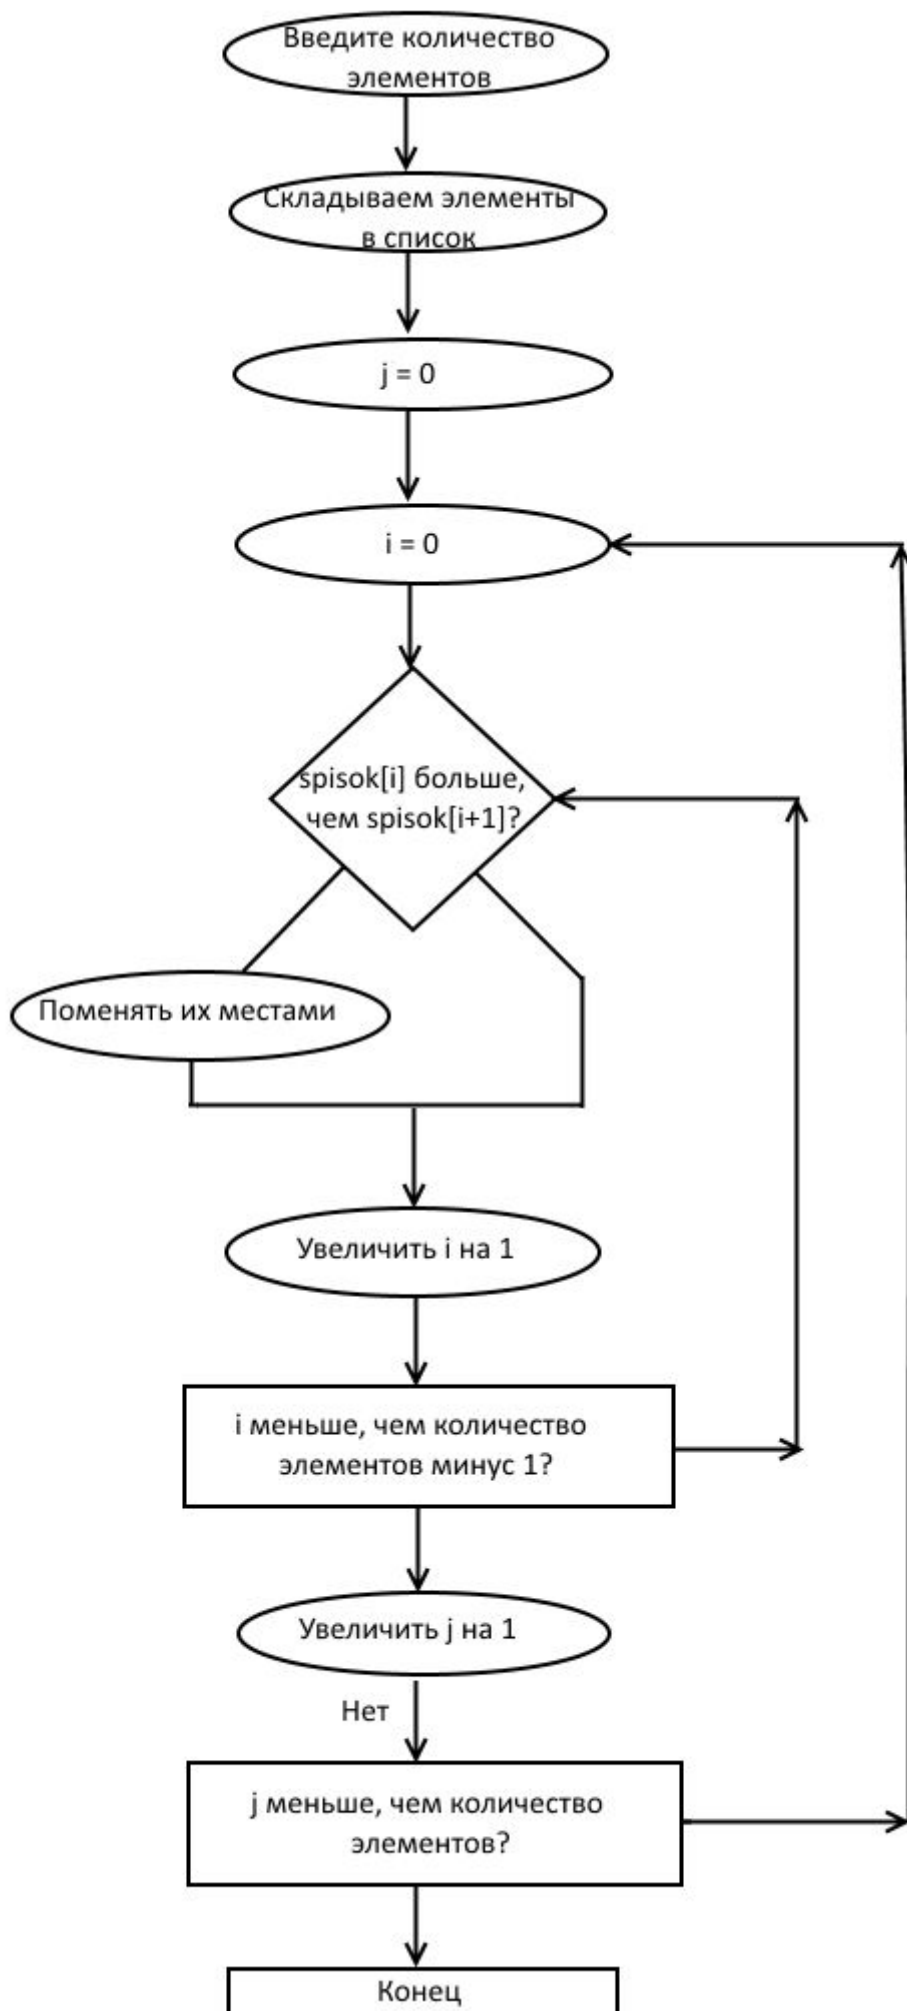 Введите количество
элементов
Складываем элементы
в список
j = 0
i = 0
spisok[i] больше,
чем spisok[i+1]?
Поменять их местами
Увеличить i на 1
i меньше, чем количество
элементов минус 1?
Увеличить j на 1
Нет
j меньше, чем количество
элементов?
Конец